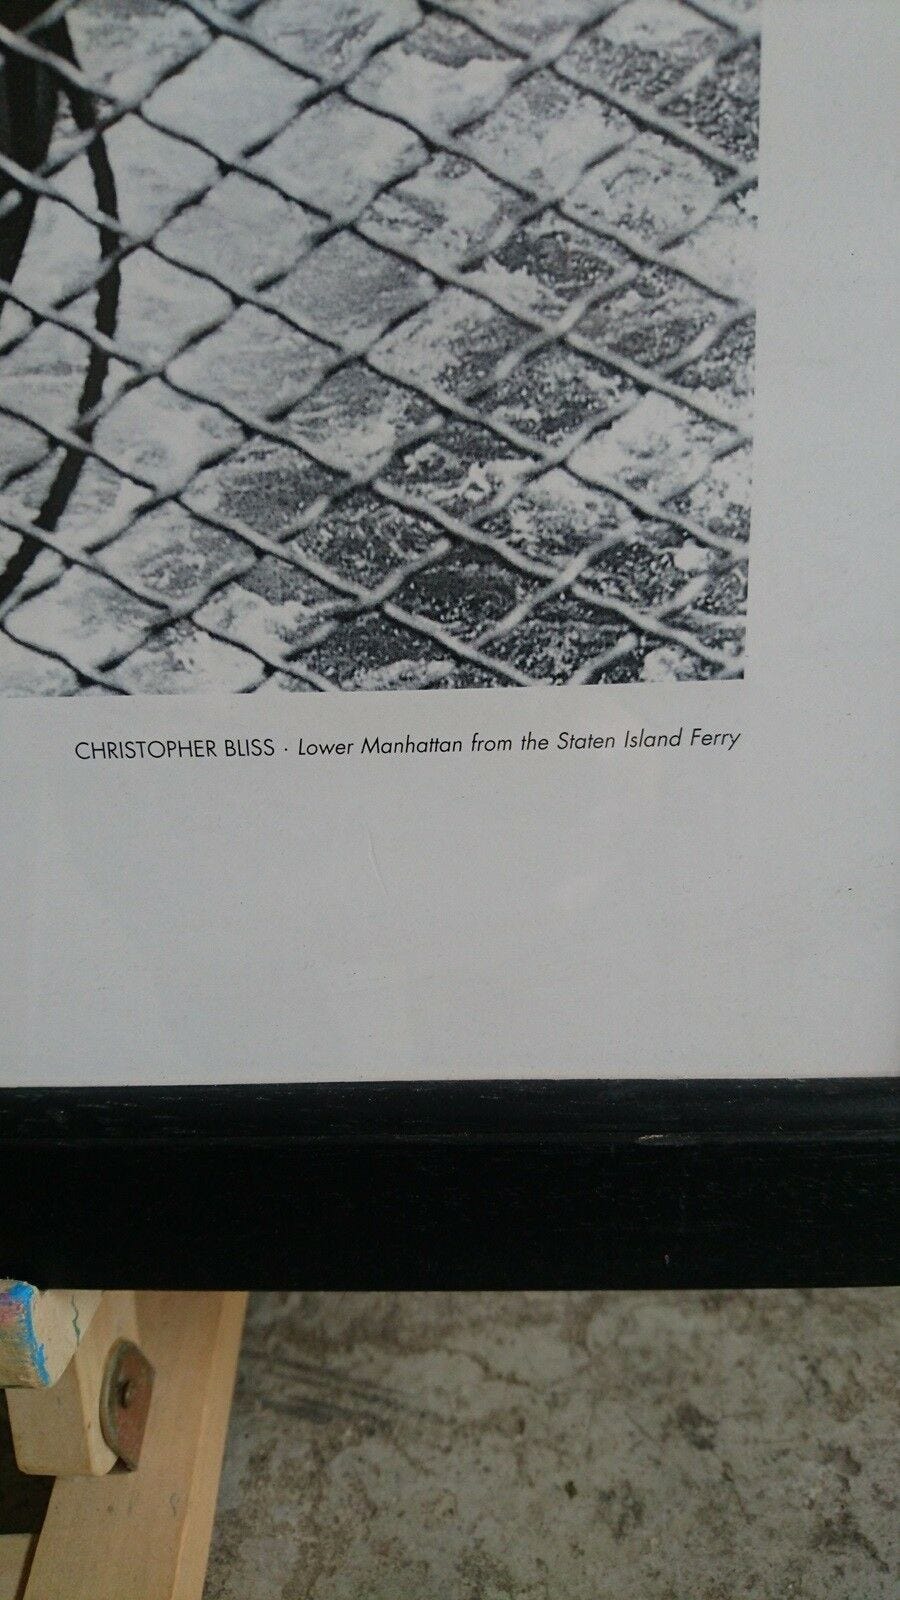 CHRISTOPHER BLISS · Lower Manhattan from the Staten Island Ferry